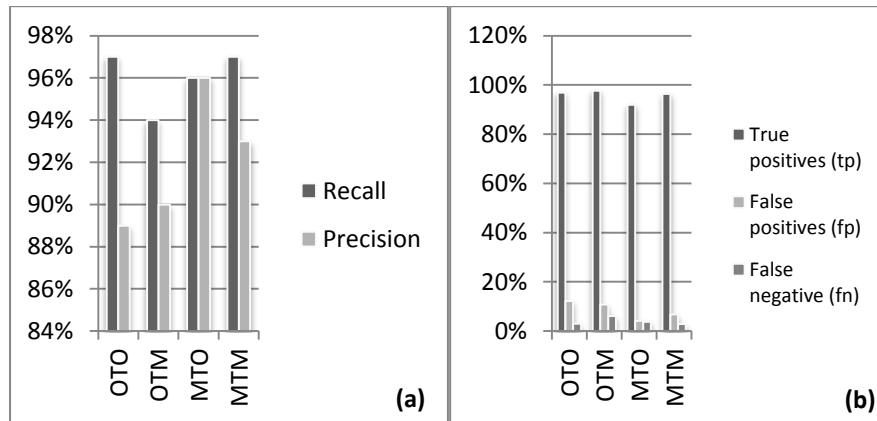 98%
96%
94%
92%
90%
88%
86%
84%
OTO
OTM
MTO
MTM
Recall
Precision
(a)
120%
100%
80%
60%
40%
20%
0%
OTO
OTM
MTO
MTM
True
positives (tp)
False
positives (fp)
False
negative (fn)
(b)